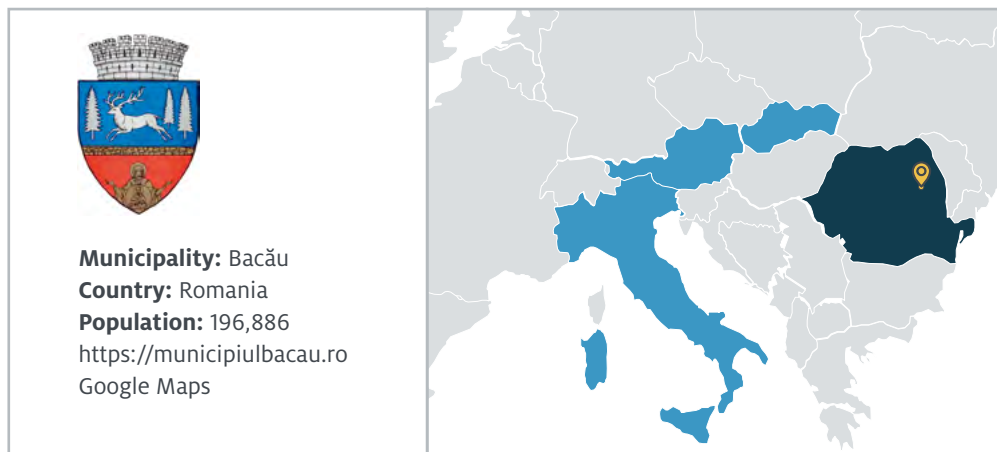 Municipality: Bacău
Country: Romania
Population: 196,886
https://municipiulbacau.ro
Google Maps